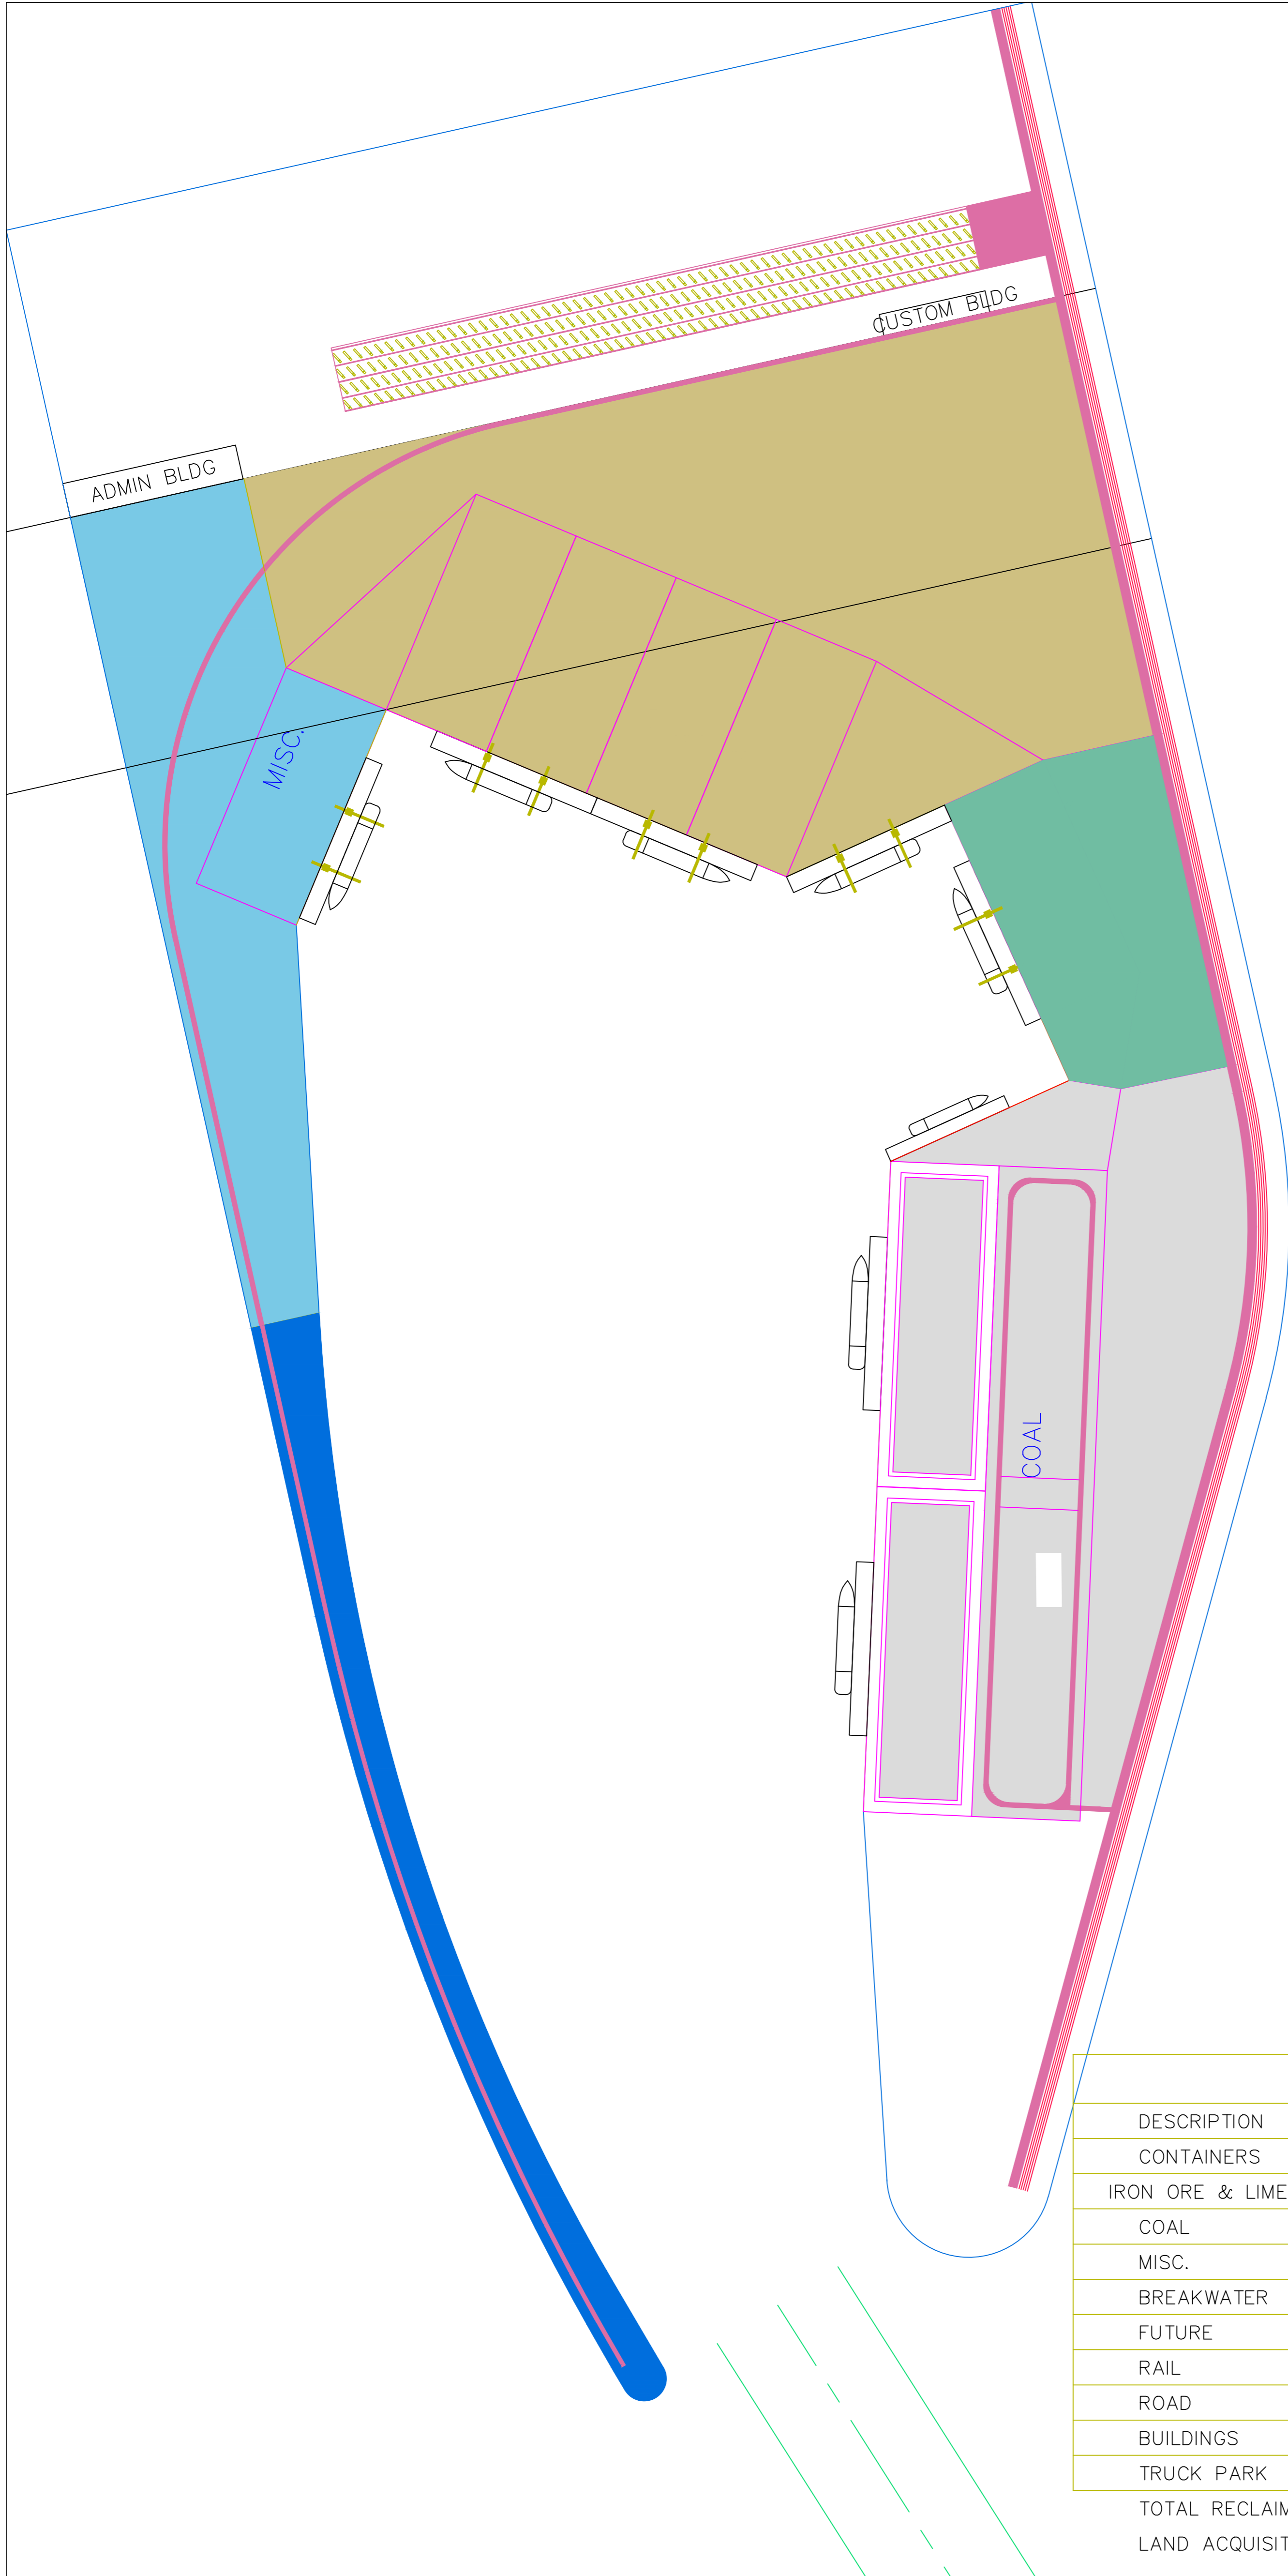 CUSTOM BLDG
ADMIN BLDG
MISC.
COAL
DESCRIPTION
CONTAINERS
IRON ORE & LIME
COAL
MISC.
BREAKWATER
FUTURE
RAIL
ROAD
BUILDINGS
TRUCK PARK
TOTAL RECLAIM
LAND ACQUISIT